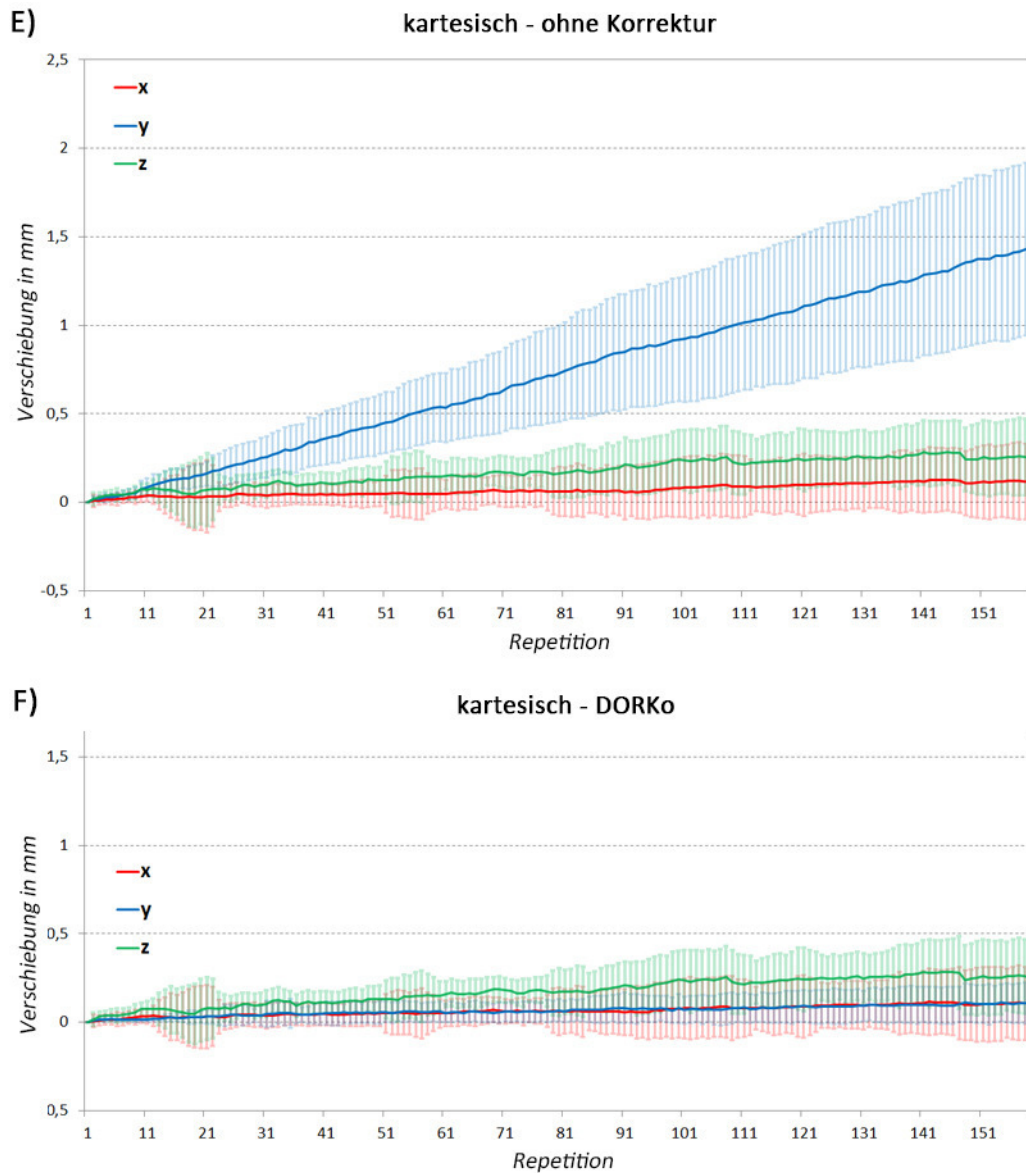 E)
kartesisch - ohne Korrektur
2,5
2
1,5
1
0,5
0
-0,5
x
y
z
Verschiebung in mm
1 11 21 31 41 51 61 71 81 91 101 111 121 131 141 151
Repetition
F)
kartesisch - DORKo
1,5
1
0,5
0
0,5
x
y
z
Verschiebung in mm
1 11 21 31 41 51 61 71 81 91 101 111 121 131 141 151
Repetition